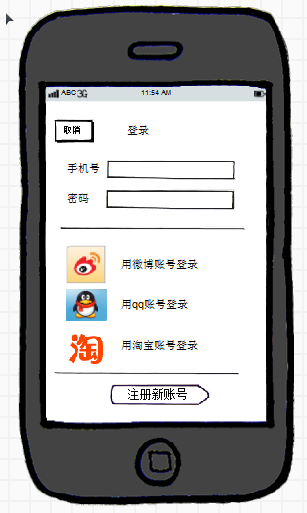 ABC 3G 11:54 AM
取消 登录
手机号
密码
用微博账号登录
用qq账号登录
淘 用淘宝账号登录
注册新账号